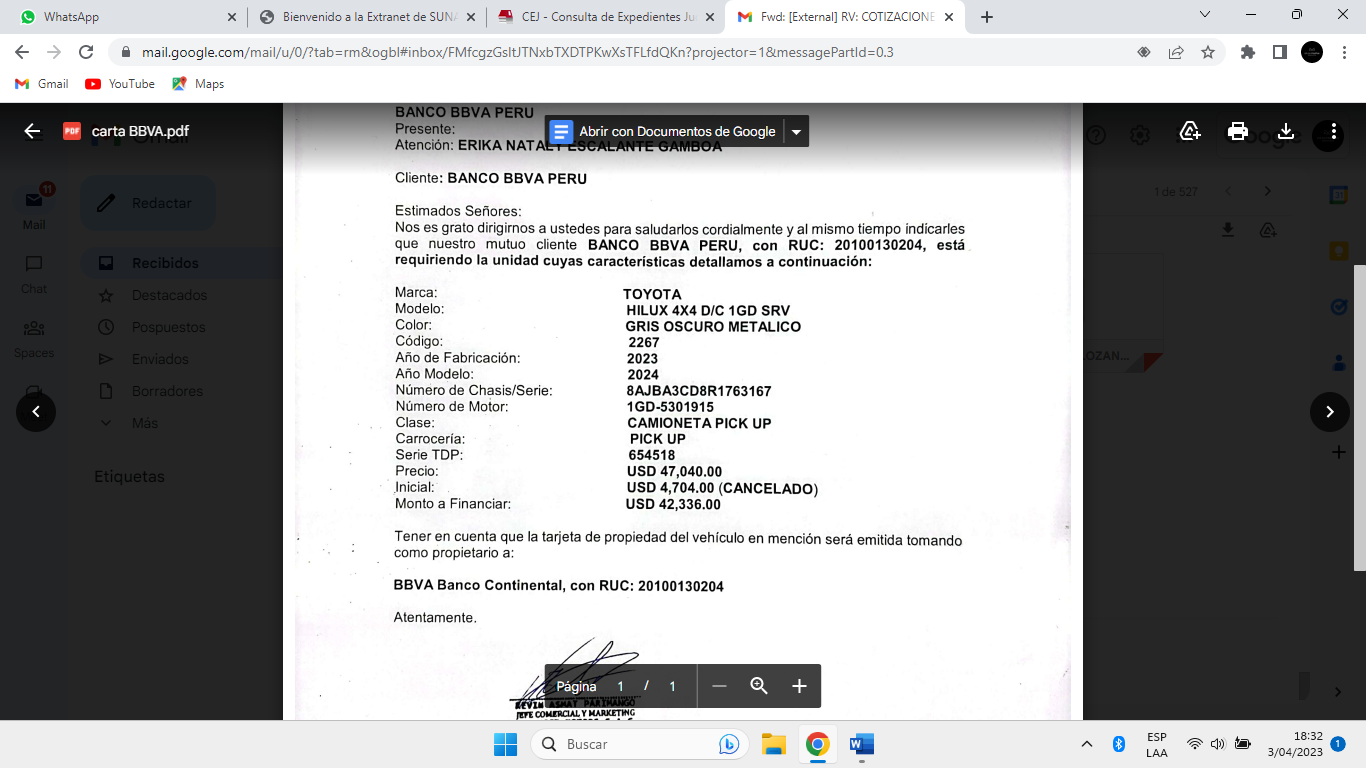 WhatsApp
Bienvenido a la Extranet de SUNA
CEJ - Consulta de Expedientes Ju
Fwd: [External] RV: COTIZACIONE
mail.google.com/mail/u/0/?tab=rm&ogbl#inbox/FMfcgzGsltJTNxbTXDTPKwXsTFLfdQKn?projector=1&messagePartId=0.3
Gmail
YouTube
Maps
PDF carta BBVA.pdf
Abrir con Documentos de Google
Google
Redactar
11
Mail
Recibidos
Chat
Destacados
Pospuestos
Spaces
Enviados
Borradores
Más
Etiquetas
1 de 527
OZAN...
BANCO BBVA PERU
Presente:
Atención: ERIKA NATALY ESCALANTE GAMBOA
Cliente: BANCO BBVA PERU
Estimados Señores:
Nos es grato dirigirnos a ustedes para saludarlos cordialmente y al mismo tiempo indicarles
que nuestro mutuo cliente BANCO BBVA PERU, con RUC: 20100130204, está
requiriendo la unidad cuyas características detallamos a continuación:
Marca: TOYOTA
Modelo: HILUX 4X4 D/C 1GD SRV
Color: GRIS OSCURO METALICO
Código: 2267
Año de Fabricación: 2023
Año Modelo: 2024
Número de Chasis/Serie: 8AJBA3CD8R1763167
Número de Motor: 1GD-5301915
Clase: CAMIONETA PICK UP
Carrocería: PICK UP
Serie TDP: 654518
Precio: USD 47,040.00
Inicial: USD 4,704.00 (CANCELADO)
Monto a Financiar: USD 42,336.00
Tener en cuenta que la tarjeta de propiedad del vehículo en mención será emitida tomando
como propietario a:
BBVA Banco Continental, con RUC: 20100130204
Atentamente.
KEVIN ASMAT PARIMANGO
JEFE COMERCIAL Y MARKETING
Página 1 / 1
Buscar
ESP
LAA
18:32
3/04/2023
1